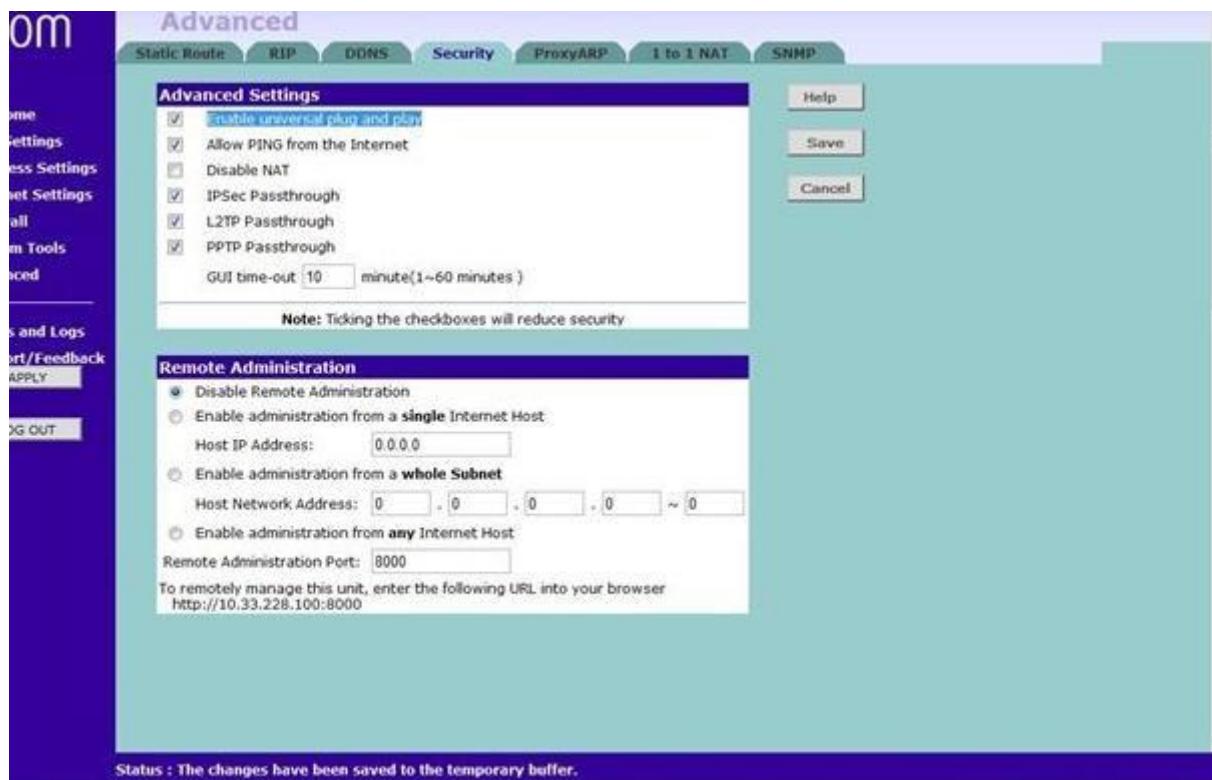 om
Advanced
Static Route RIP DDNS Security ProxyARP 1 to 1 NAT SNMP
ome
ettings
ess Settings
net Settings
all
m Tools
nced
s and Logs
ort/Feedback
APPLY
OG OUT
Advanced Settings
Enable universal plug and play
Allow PING from the Internet
Disable NAT
IPSec Passthrough
L2TP Passthrough
PPTP Passthrough
GUI time-out 10 minute(1~60 minutes )
Note: Ticking the checkboxes will reduce security
Help
Save
Cancel
Remote Administration
Disable Remote Administration
Enable administration from a single Internet Host
Host IP Address: 0.0.0.0
Enable administration from a whole Subnet
Host Network Address: 0 . 0 . 0 . 0 ~ 0
Enable administration from any Internet Host
Remote Administration Port: 8000
To remotely manage this unit, enter the following URL into your browser
http://10.33.228.100:8000
Status : The changes have been saved to the temporary buffer.